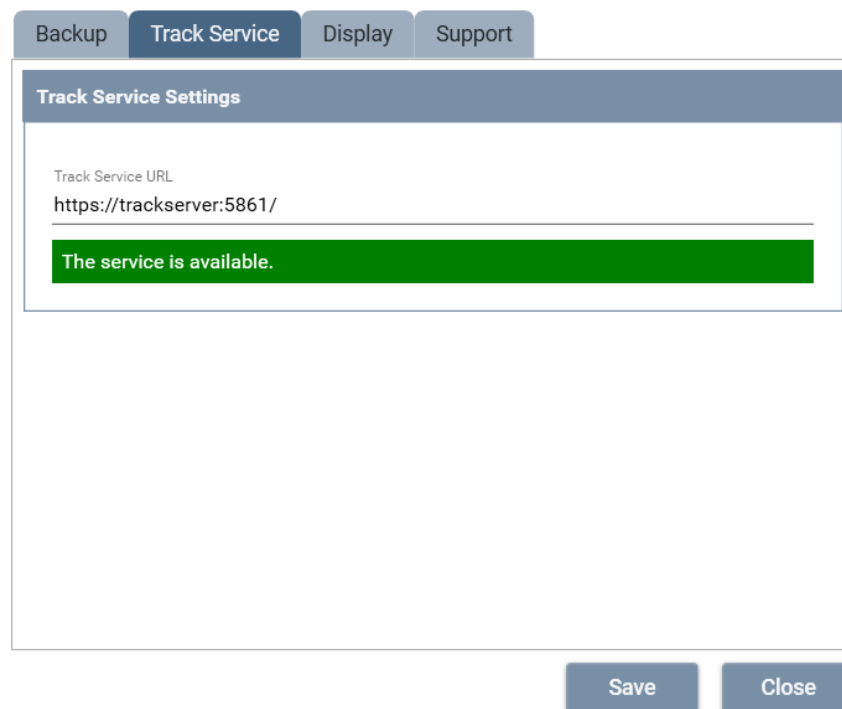 Backup Track Service Display Support
Track Service Settings
Track Service URL
https://trackserver:5861/
The service is available.
Save Close